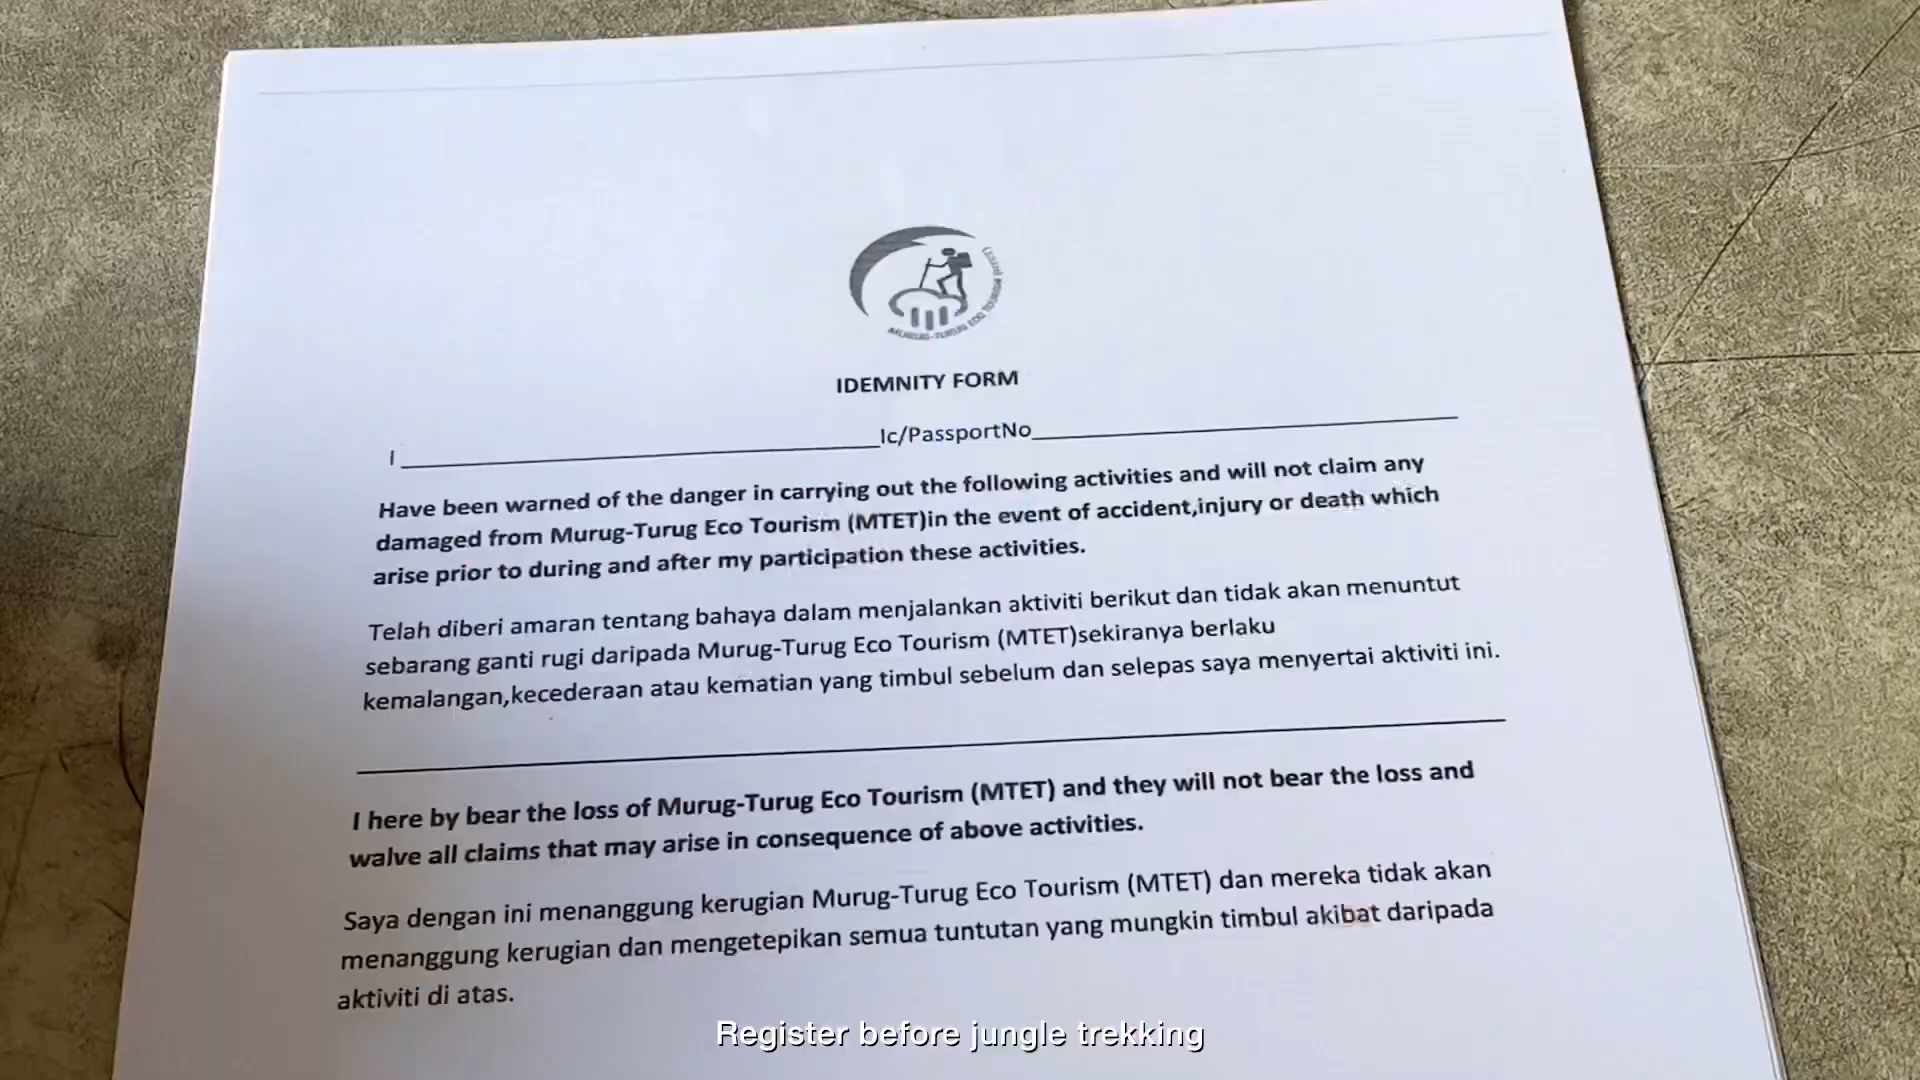 MURUG-TURUG ECO TOURISM (MTET)
IDEMNITY FORM
I ____________________Ic/PassportNo____________________
Have been warned of the danger in carrying out the following activities and will not claim any
damaged from Murug-Turug Eco Tourism (MTET)in the event of accident,injury or death which
arise prior to during and after my participation these activities.
Telah diberi amaran tentang bahaya dalam menjalankan aktiviti berikut dan tidak akan menuntut
sebarang ganti rugi daripada Murug-Turug Eco Tourism (MTET)sekiranya berlaku
kemalangan,kecederaan atau kematian yang timbul sebelum dan selepas saya menyertai aktiviti ini.
I here by bear the loss of Murug-Turug Eco Tourism (MTET) and they will not bear the loss and
walve all claims that may arise in consequence of above activities.
Saya dengan ini menanggung kerugian Murug-Turug Eco Tourism (MTET) dan mereka tidak akan
menanggung kerugian dan mengetepikan semua tuntutan yang mungkin timbul akibat daripada
aktiviti di atas.
Register before jungle trekking